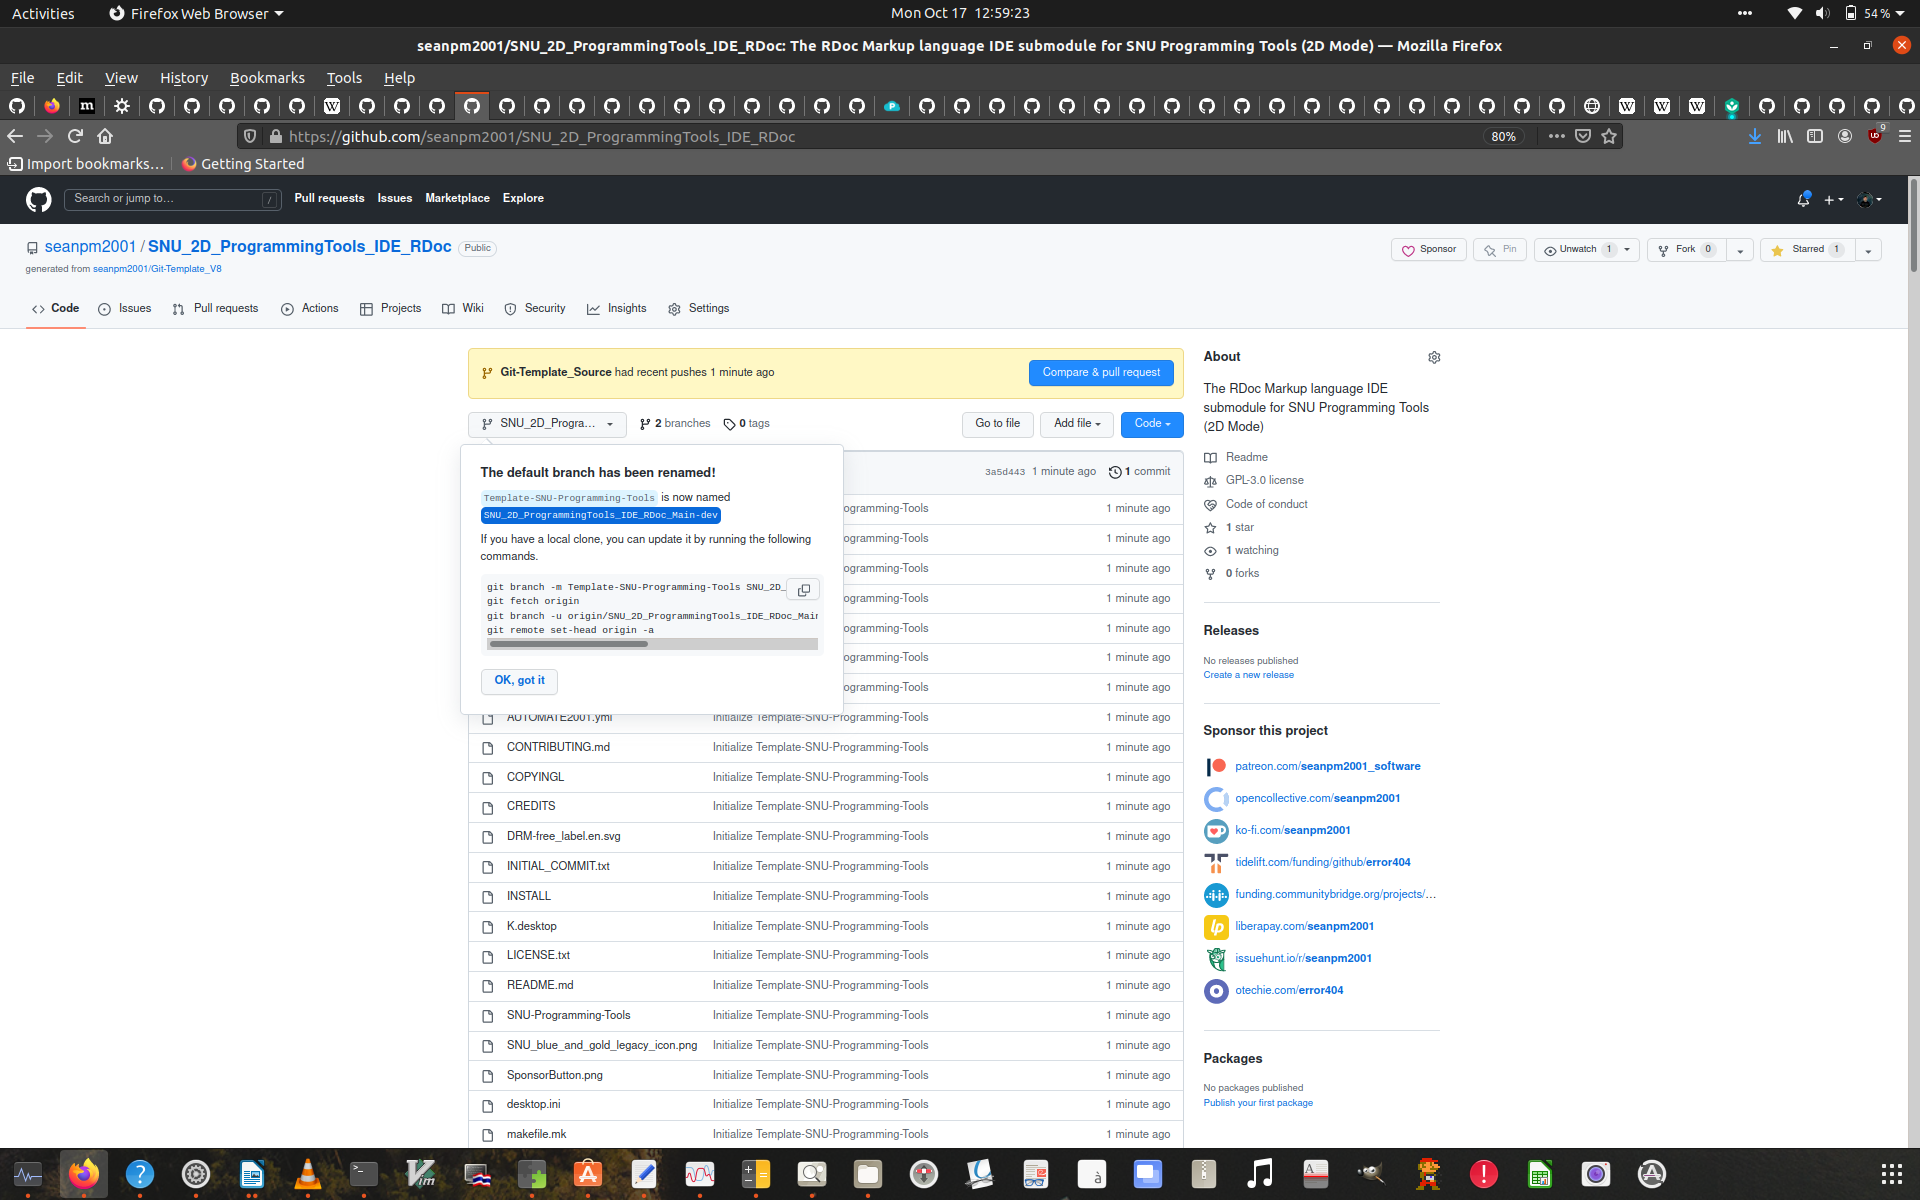 Activities
Firefox Web Browser
Mon Oct 17 12:59:23
54 %
seanpm2001/SNU_2D_ProgrammingTools_IDE_RDoc: The RDoc Markup language IDE submodule for SNU Programming Tools (2D Mode) — Mozilla Firefox
File Edit View History Bookmarks Tools Help
https://github.com/seanpm2001/SNU_2D_ProgrammingTools_IDE_RDoc
80%
9
Import bookmarks…
Getting Started
Search or jump to…
/
Pull requests Issues Marketplace Explore
seanpm2001 / SNU_2D_ProgrammingTools_IDE_RDoc Public
generated from seanpm2001/Git-Template_V8
Sponsor
Pin
Unwatch 1
Fork 0
Starred 1
Code Issues Pull requests Actions Projects Wiki Security Insights Settings
Git-Template_Source had recent pushes 1 minute ago
Compare & pull request
SNU_2D_Progra...
2 branches
0 tags
Go to file
Add file
Code
The default branch has been renamed!
Template-SNU-Programming-Tools is now named
SNU_2D_ProgrammingTools_IDE_RDoc_Main-dev
If you have a local clone, you can update it by running the following
commands.
git branch -m Template-SNU-Programming-Tools SNU_2D_
git fetch origin
git branch -u origin/SNU_2D_ProgrammingTools_IDE_RDoc_Main
git remote set-head origin -a
OK, got it
3a5d443 1 minute ago 1 commit
ogramming-Tools 1 minute ago
ogramming-Tools 1 minute ago
ogramming-Tools 1 minute ago
ogramming-Tools 1 minute ago
ogramming-Tools 1 minute ago
ogramming-Tools 1 minute ago
ogramming-Tools 1 minute ago
AUTOMATE2001.yml Initialize Template-SNU-Programming-Tools 1 minute ago
CONTRIBUTING.md Initialize Template-SNU-Programming-Tools 1 minute ago
COPYINGL Initialize Template-SNU-Programming-Tools 1 minute ago
CREDITS Initialize Template-SNU-Programming-Tools 1 minute ago
DRM-free_label.en.svg Initialize Template-SNU-Programming-Tools 1 minute ago
INITIAL_COMMIT.txt Initialize Template-SNU-Programming-Tools 1 minute ago
INSTALL Initialize Template-SNU-Programming-Tools 1 minute ago
K.desktop Initialize Template-SNU-Programming-Tools 1 minute ago
LICENSE.txt Initialize Template-SNU-Programming-Tools 1 minute ago
README.md Initialize Template-SNU-Programming-Tools 1 minute ago
SNU-Programming-Tools Initialize Template-SNU-Programming-Tools 1 minute ago
SNU_blue_and_gold_legacy_icon.png Initialize Template-SNU-Programming-Tools 1 minute ago
SponsorButton.png Initialize Template-SNU-Programming-Tools 1 minute ago
desktop.ini Initialize Template-SNU-Programming-Tools 1 minute ago
makefile.mk Initialize Template-SNU-Programming-Tools 1 minute ago
About
The RDoc Markup language IDE
submodule for SNU Programming Tools
(2D Mode)
Readme
GPL-3.0 license
Code of conduct
1 star
1 watching
0 forks
Releases
No releases published
Create a new release
Sponsor this project
patreon.com/seanpm2001_software
opencollective.com/seanpm2001
ko-fi.com/seanpm2001
tidelift.com/funding/github/error404
funding.communitybridge.org/projects/…
liberapay.com/seanpm2001
issuehunt.io/r/seanpm2001
otechie.com/error404
Packages
No packages published
Publish your first package